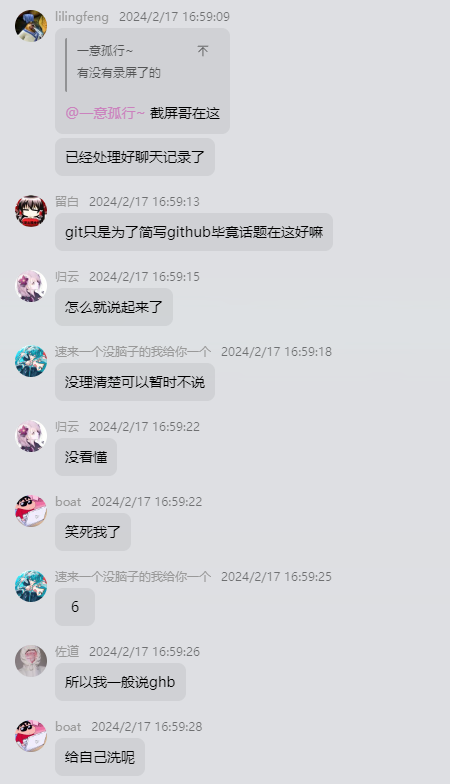 lilingfeng 2024/2/17 16:59:09
一意孤行~
有没有录屏了的
@一意孤行~ 截屏哥在这
已经处理好聊天记录了
留白 2024/2/17 16:59:13
git只是为了简写github毕竟话题在这好嘛
归云 2024/2/17 16:59:15
怎么就说起来了
速来一个没脑子的我给你一个 2024/2/17 16:59:18
没理清楚可以暂时不说
归云 2024/2/17 16:59:22
没看懂
boat 2024/2/17 16:59:22
笑死我了
速来一个没脑子的我给你一个 2024/2/17 16:59:25
6
佐道 2024/2/17 16:59:26
所以我一般说ghb
boat 2024/2/17 16:59:28
给自己洗呢